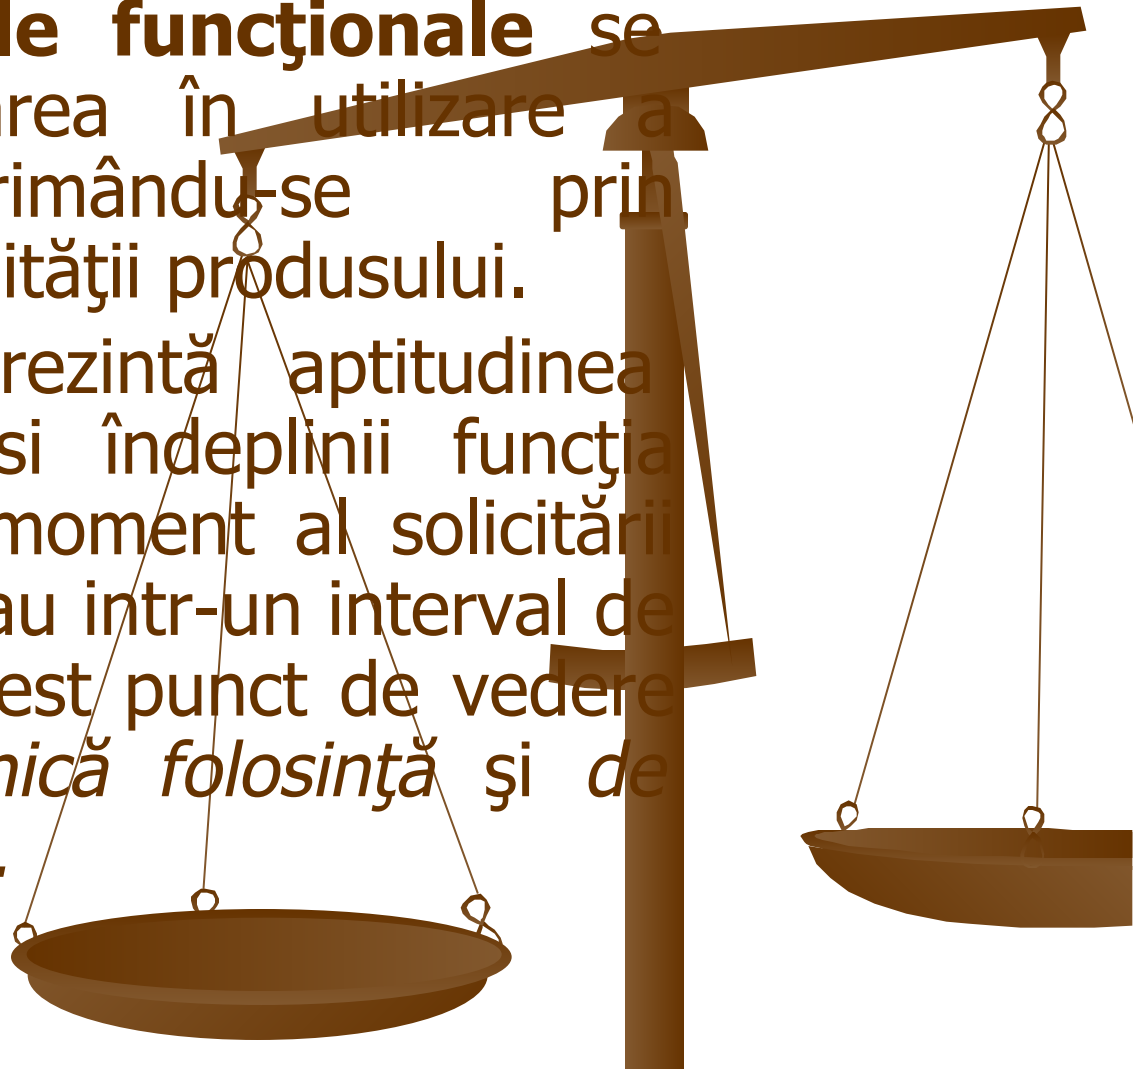 le funcţionale se
area în utilizare a
rimându-se prin
ităţii produsului.
rezintă aptitudinea
si îndeplinii funcţia
moment al solicitării
au intr-un interval de
est punct de vedere
nică folosinţă şi de